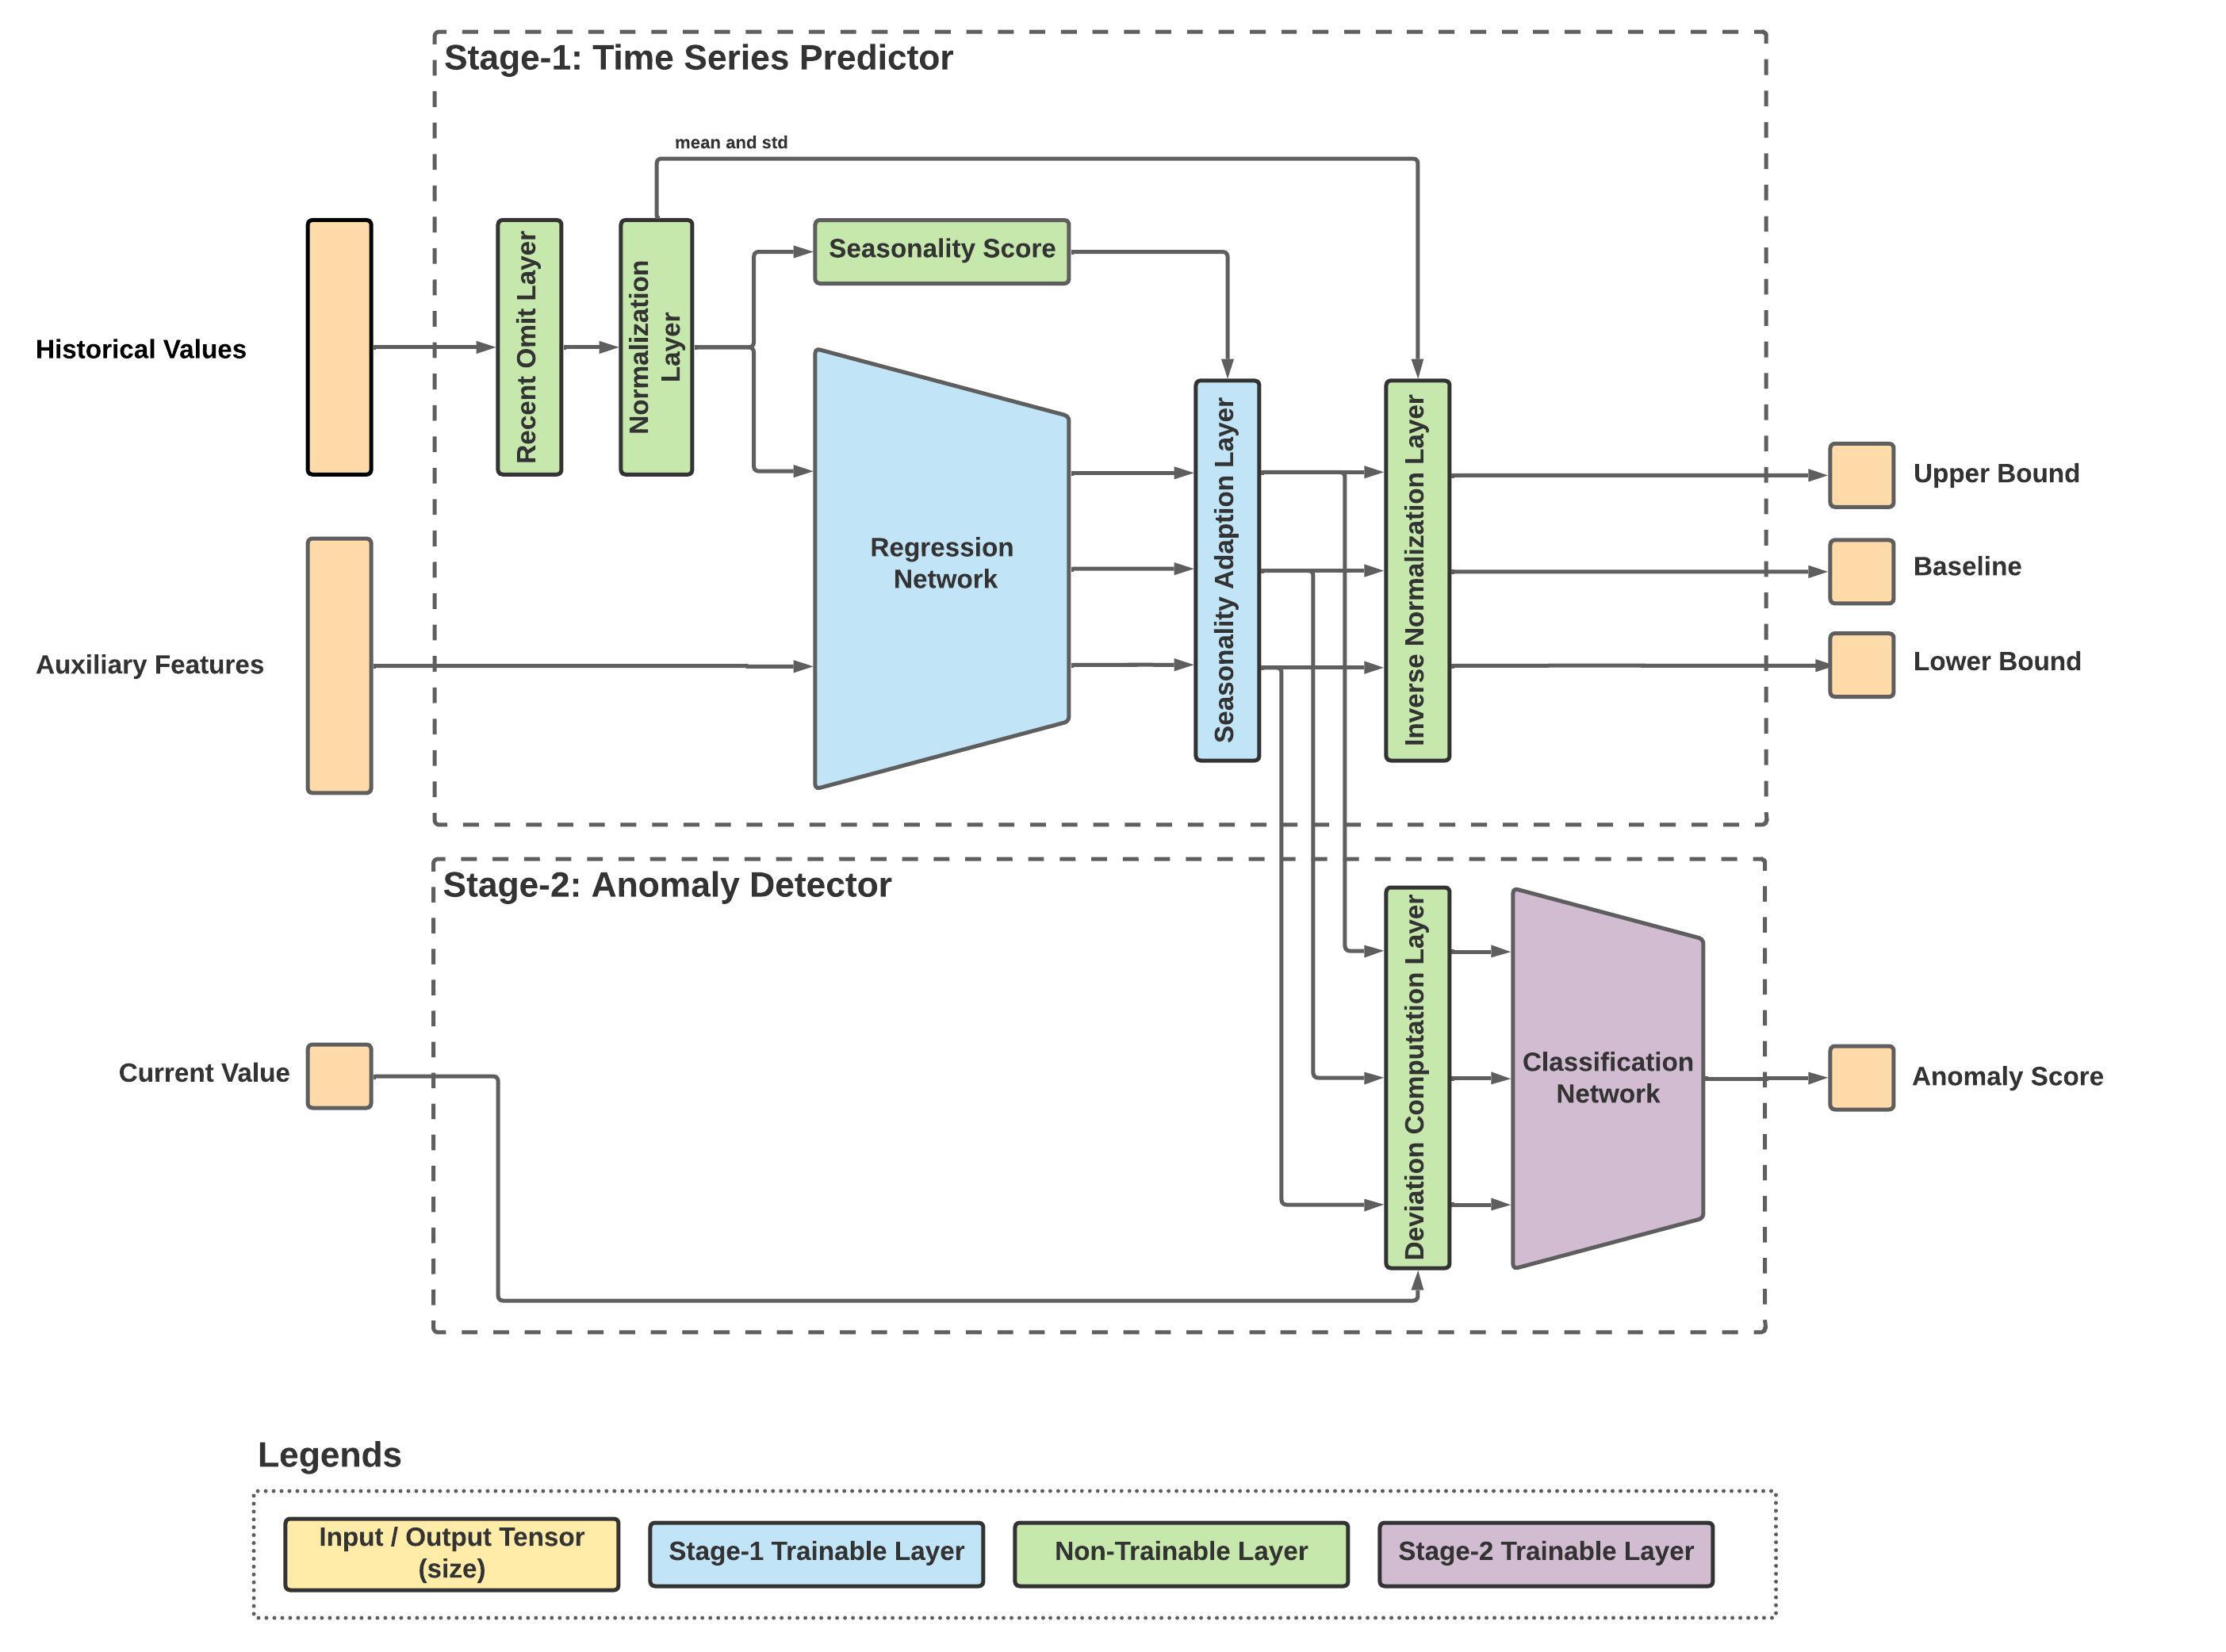 Stage-1: Time Series Predictor
mean and std
Historical Values
Recent Omit Layer
Normalization
Layer
Seasonality Score
Regression
Network
Seasonality Adaption Layer
Inverse Normalization Layer
Upper Bound
Baseline
Lower Bound
Auxiliary Features
Stage-2: Anomaly Detector
Current Value
Deviation Computation Layer
Classification
Network
Anomaly Score
Legends
Input / Output Tensor
(size)
Stage-1 Trainable Layer
Non-Trainable Layer
Stage-2 Trainable Layer